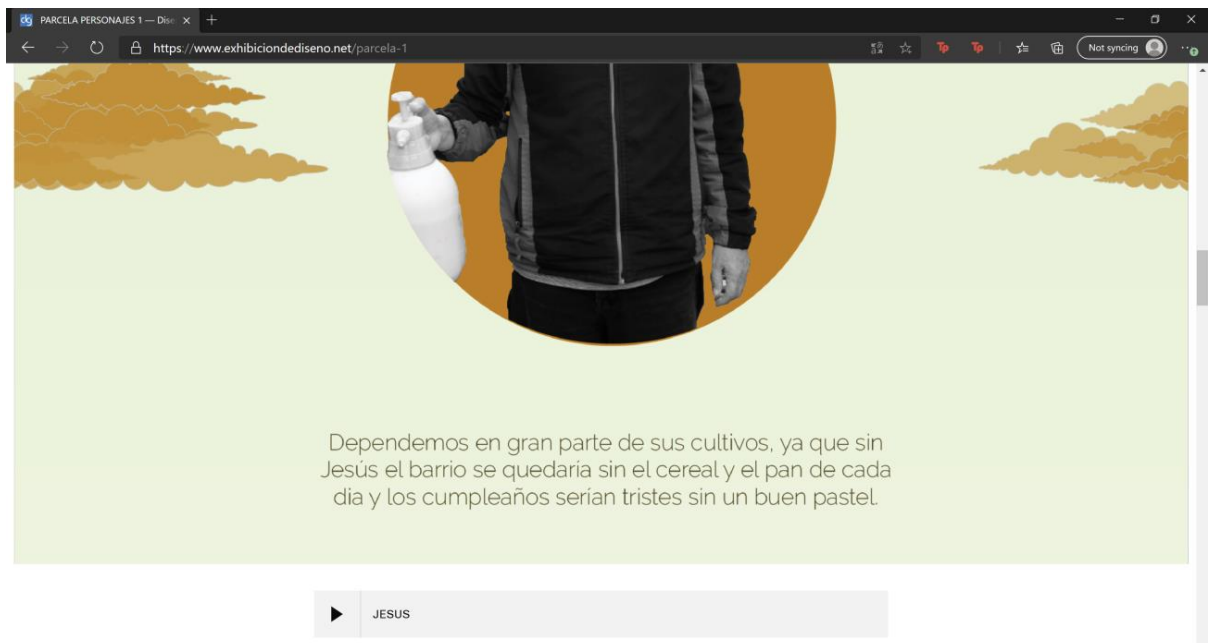 PARCELA PERSONAJES 1 — Dise
https://www.exhibiciondediseno.net/parcela-1
Not syncing
Dependemos en gran parte de sus cultivos, ya que sin
Jesús el barrio se quedaria sin el cereal y el pan de cada
dia y los cumpleaños serían tristes sin un buen pastel.
JESUS